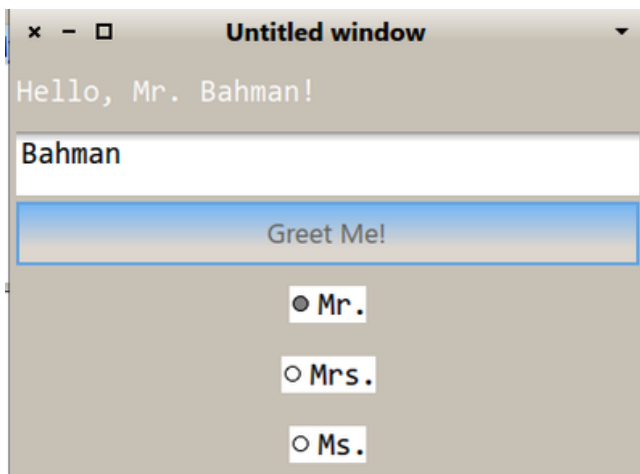 Untitled window
Hello, Mr. Bahman!
Bahman
Greet Me!
Mr.
Mrs.
Ms.